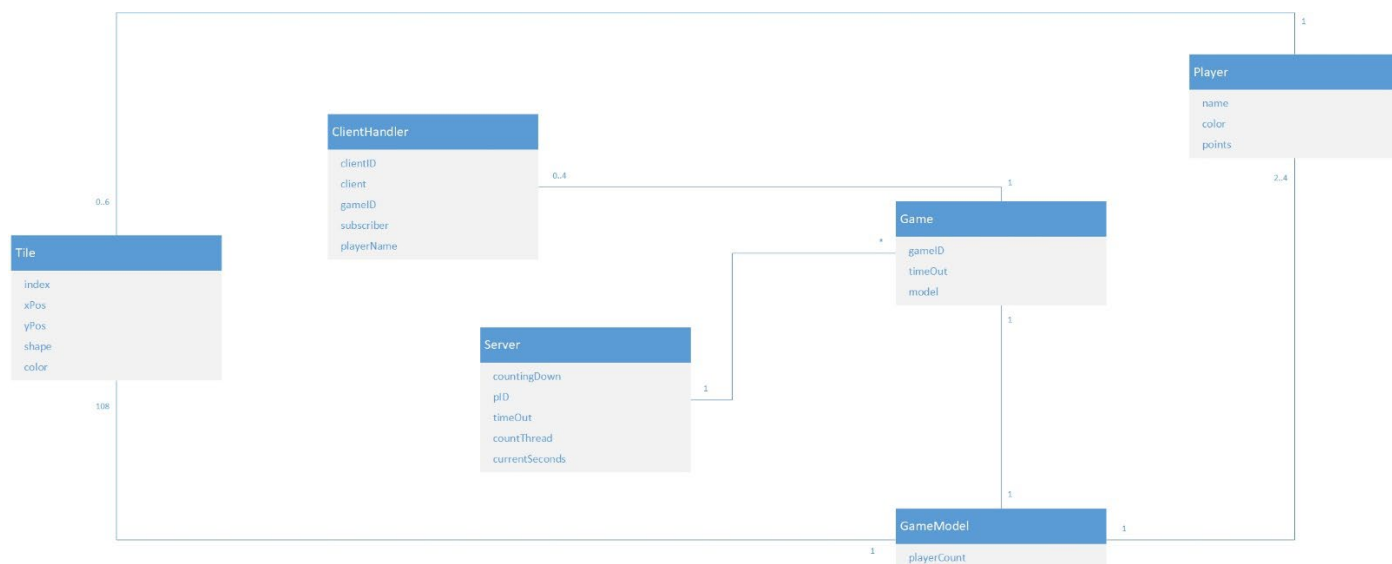 1
Player
name
color
points
2..4
ClientHandler
clientID
client
gameID
subscriber
playerName
0..4
1
0..6
Tile
index
xPos
yPos
shape
color
108
Game
gameID
timeOut
model
*
1
Server
countingDown
pID
timeOut
countThread
currentSeconds
1
1
GameModel
playerCount
1
1